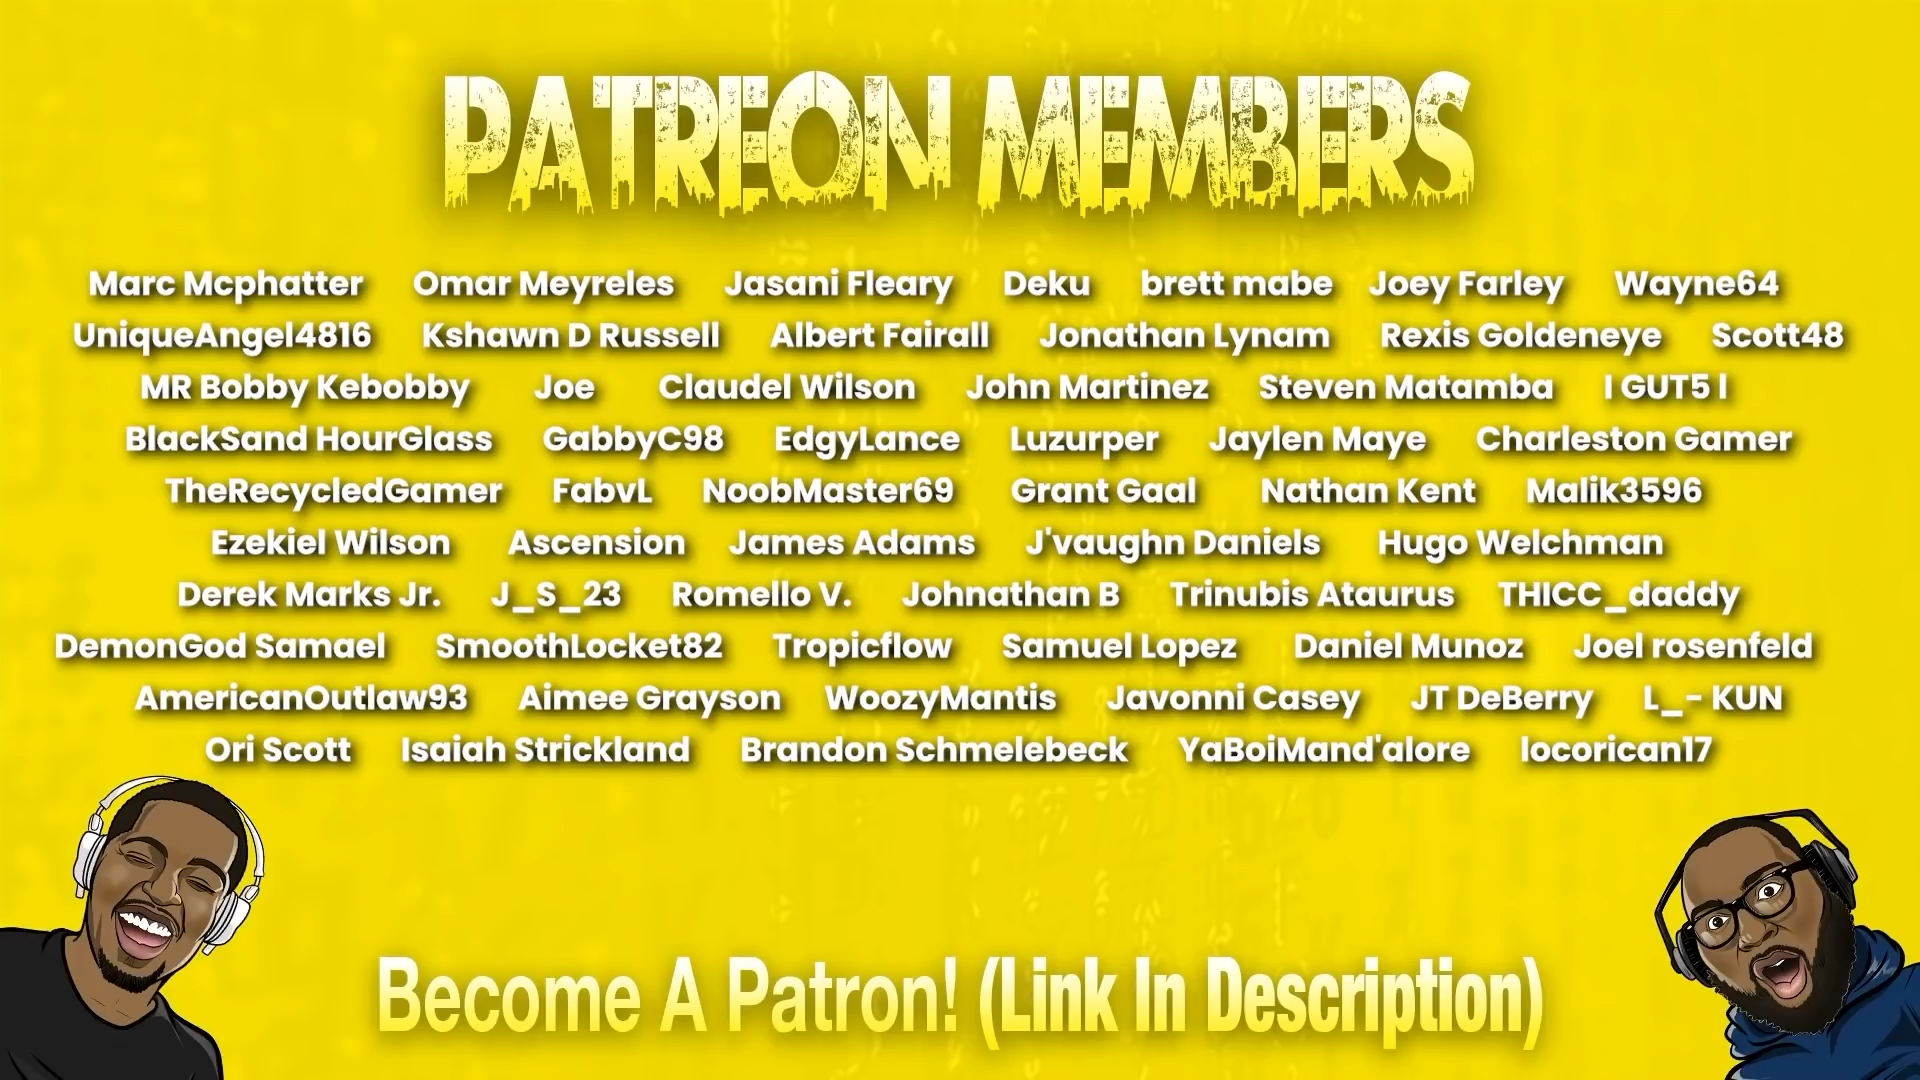 PATREON MEMBERS
Marc Mcphatter Omar Meyreles Jasani Fleary Deku brett mabe Joey Farley Wayne64
UniqueAngel4816 Kshawn D Russell Albert Fairall Jonathan Lynam Rexis Goldeneye Scott48
MR Bobby Kebobby Joe Claudel Wilson John Martinez Steven Matamba I GUT5 I
BlackSand HourGlass GabbyC98 EdgyLance Luzurper Jaylen Maye Charleston Gamer
TheRecycledGamer FabvL NoobMaster69 Grant Gaal Nathan Kent Malik3596
Ezekiel Wilson Ascension James Adams J'vaughn Daniels Hugo Welchman
Derek Marks Jr. J_S_23 Romello V. Johnathan B Trinubis Ataurus THICC_daddy
DemonGod Samael SmoothLocket82 Tropicflow Samuel Lopez Daniel Munoz Joel rosenfeld
AmericanOutlaw93 Aimee Grayson WoozyMantis Javonni Casey JT DeBerry L_- KUN
Ori Scott Isaiah Strickland Brandon Schmelebeck YaBoiMand'alore locorican17
Become A Patron! (Link In Description)